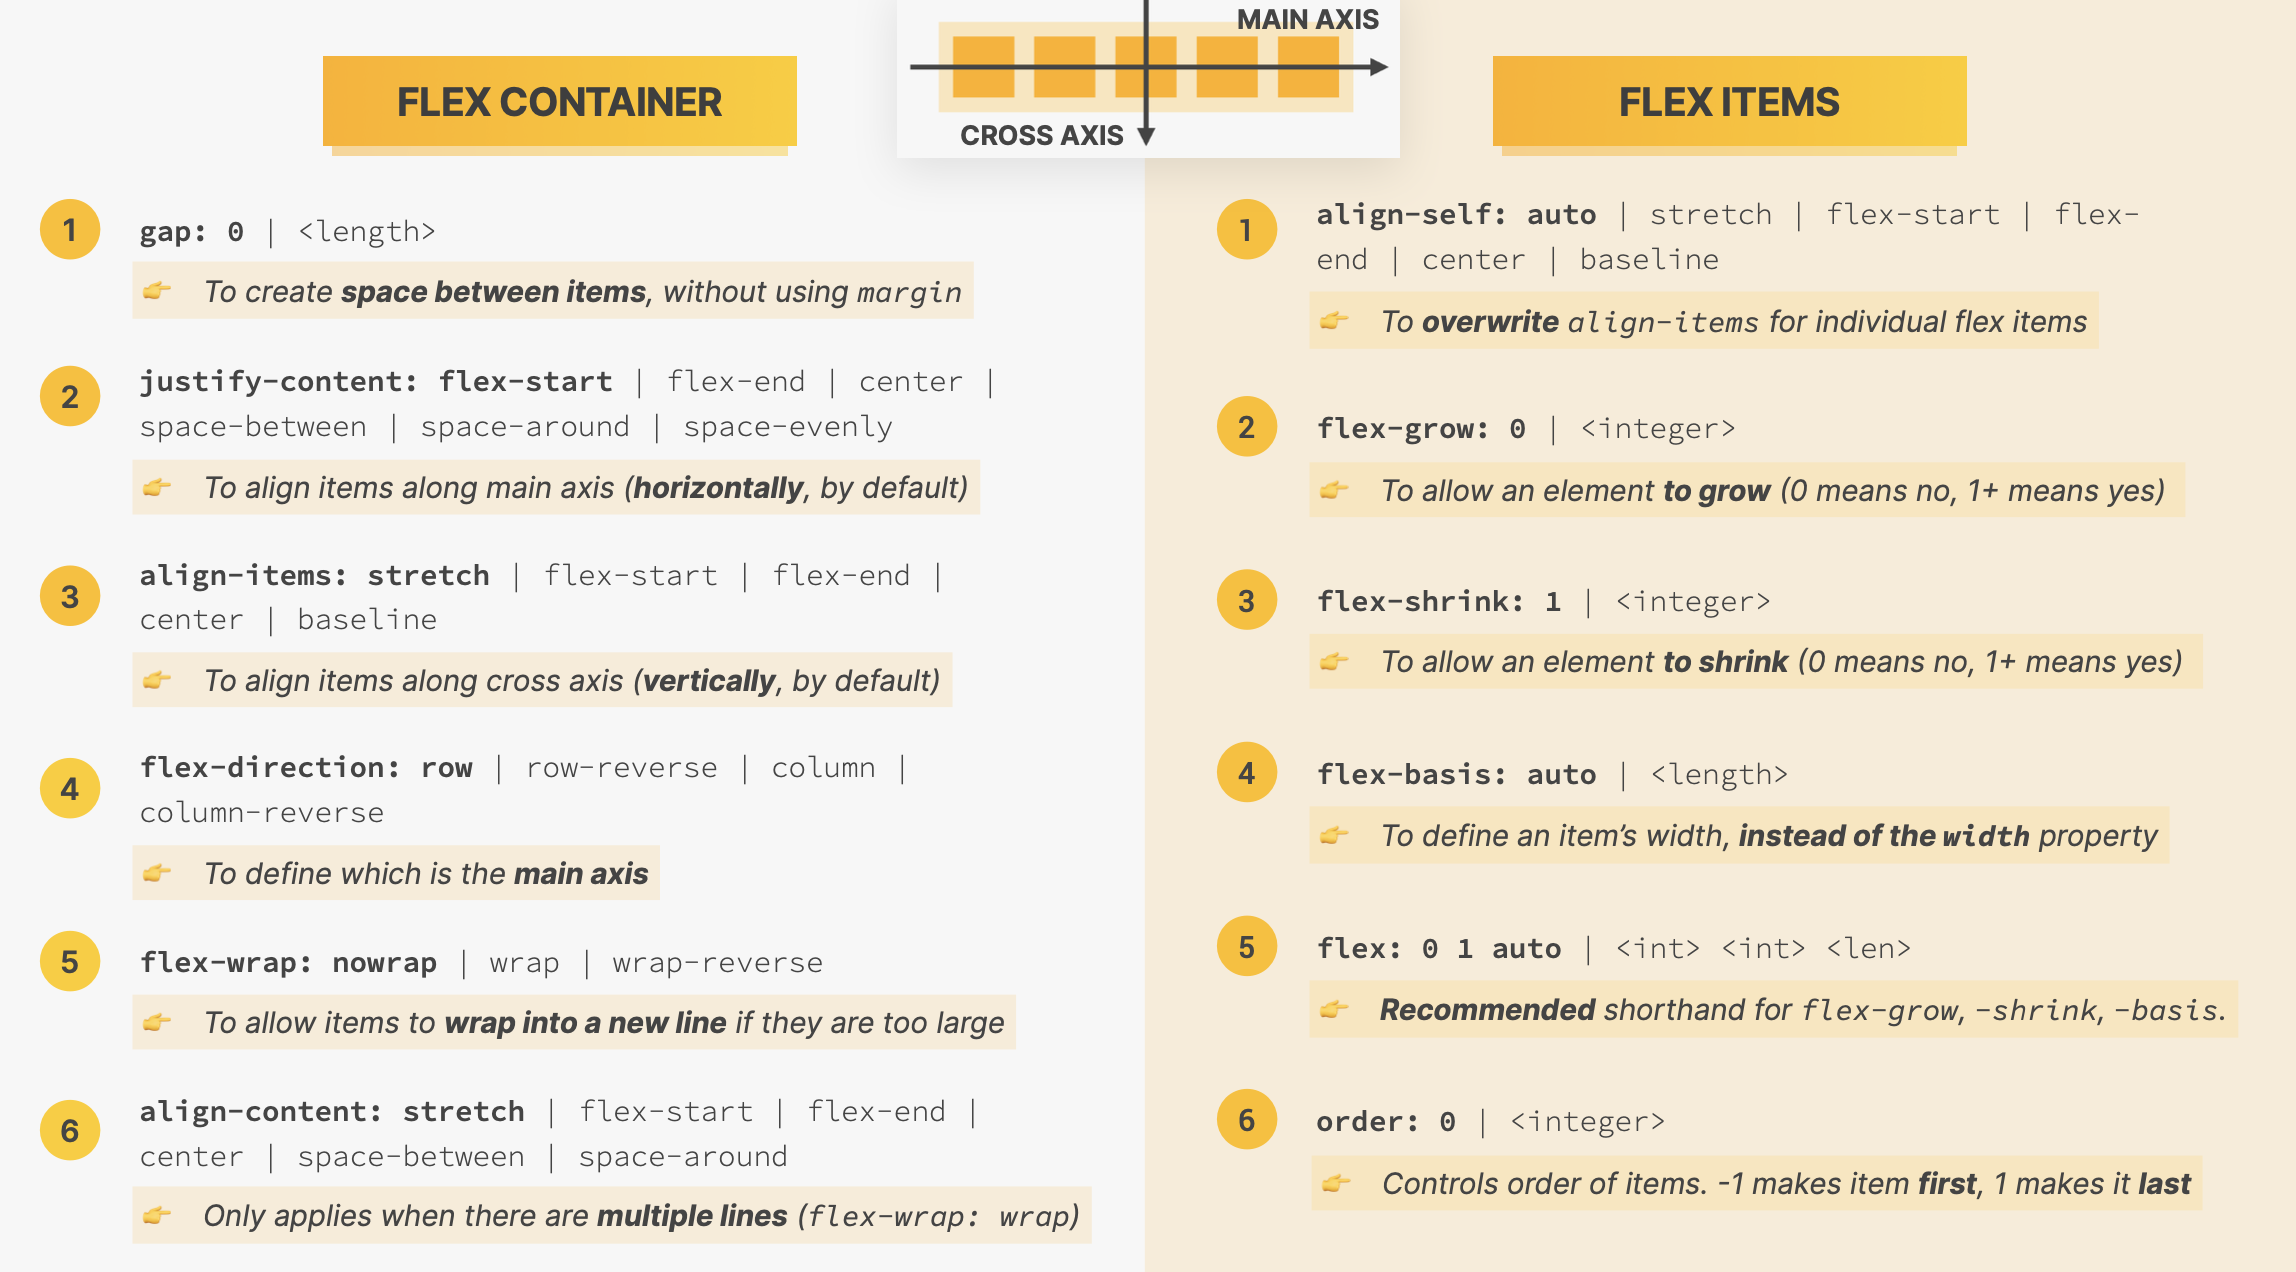 MAIN AXIS
CROSS AXIS
FLEX CONTAINER
1
gap: 0 | <length>
👉 To create space between items, without using margin
2
justify-content: flex-start | flex-end | center |
space-between | space-around | space-evenly
👉 To align items along main axis (horizontally, by default)
3
align-items: stretch | flex-start | flex-end |
center | baseline
👉 To align items along cross axis (vertically, by default)
4
flex-direction: row | row-reverse | column |
column-reverse
👉 To define which is the main axis
5
flex-wrap: nowrap | wrap | wrap-reverse
👉 To allow items to wrap into a new line if they are too large
6
align-content: stretch | flex-start | flex-end |
center | space-between | space-around
👉 Only applies when there are multiple lines (flex-wrap: wrap)
FLEX ITEMS
1
align-self: auto | stretch | flex-start | flex-
end | center | baseline
👉 To overwrite align-items for individual flex items
2
flex-grow: 0 | <integer>
👉 To allow an element to grow (0 means no, 1+ means yes)
3
flex-shrink: 1 | <integer>
👉 To allow an element to shrink (0 means no, 1+ means yes)
4
flex-basis: auto | <length>
👉 To define an item’s width, instead of the width property
5
flex: 0 1 auto | <int> <int> <len>
👉 Recommended shorthand for flex-grow, -shrink, -basis.
6
order: 0 | <integer>
👉 Controls order of items. -1 makes item first, 1 makes it last